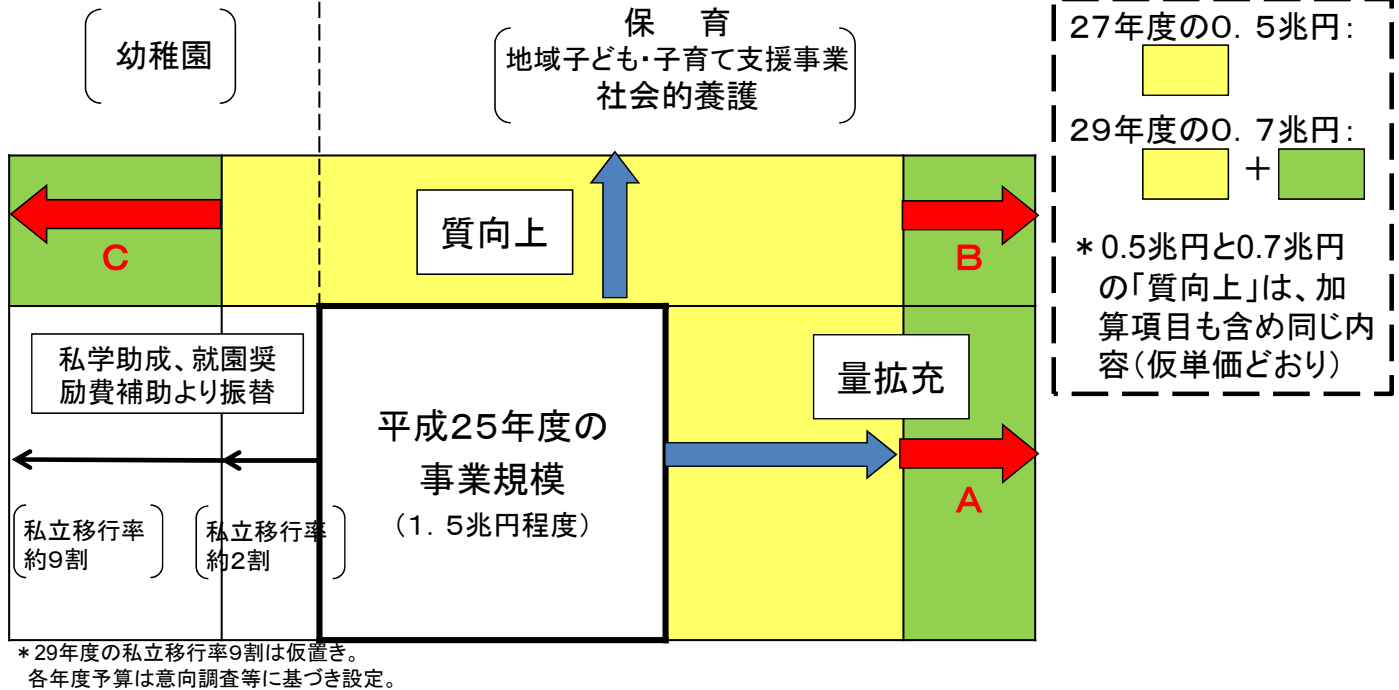 幼稚園
保　育
地域子ども・子育て支援事業
社会的養護
27年度の0．5兆円：
29年度の0．7兆円：
＋
＊0.5兆円と0.7兆円
の「質向上」は、加
算項目も含め同じ内
容（仮単価どおり）
質向上
C
B
私学助成、就園奨
励費補助より振替
量拡充
平成25年度の
事業規模
（1．5兆円程度）
A
私立移行率
約9割
私立移行率
約2割
＊29年度の私立移行率9割は仮置き。
各年度予算は意向調査等に基づき設定。